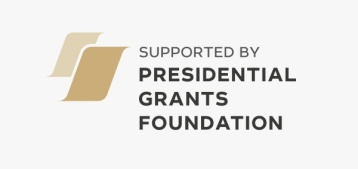 SUPPORTED BY
PRESIDENTIAL
GRANTS
FOUNDATION